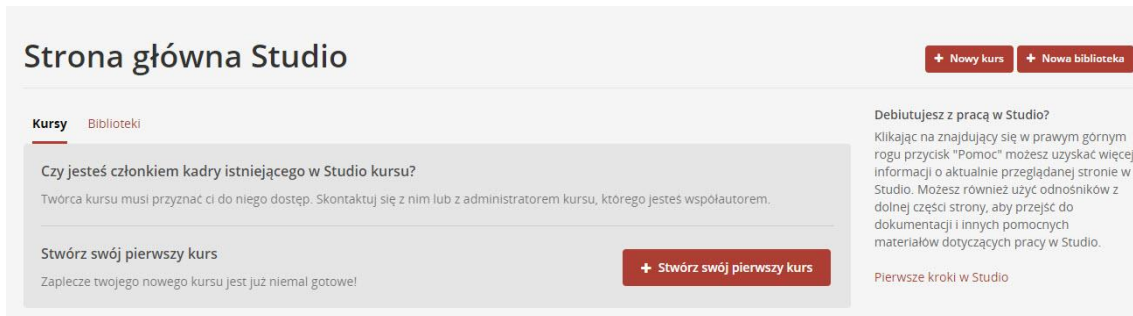 Strona główna Studio
+ Nowy kurs
+ Nowa biblioteka
Kursy
Biblioteki
Czy jesteś członkiem kadry istniejącego w Studio kursu?
Twórca kursu musi przyznać ci do niego dostęp. Skontaktuj się z nim lub z administratorem kursu, którego jesteś współautorem.
Stwórz swój pierwszy kurs
Zaplecze twojego nowego kursu jest już niemal gotowe!
+ Stwórz swój pierwszy kurs
Debiutujesz z pracą w Studio?
Klikając na znajdujący się w prawym górnym
rogu przycisk "Pomoc" możesz uzyskać więcej
informacji o aktualnie przeglądanej stronie w
Studio. Możesz również użyć odnośników z
dolnej części strony, aby przejść do
dokumentacji i innych pomocnych
materiałów dotyczących pracy w Studio.
Pierwsze kroki w Studio